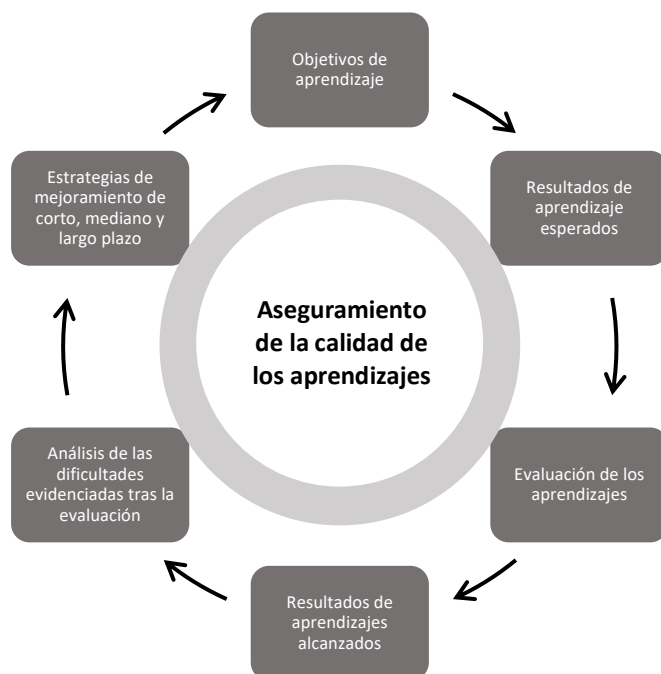 Objetivos de
aprendizaje
Resultados de
aprendizaje
esperados
Evaluación de los
aprendizajes
Resultados de
aprendizajes
alcanzados
Análisis de las
dificultades
evidenciadas tras la
evaluación
Estrategias de
mejoramiento de
corto, mediano y
largo plazo
Aseguramiento
de la calidad de
los aprendizajes